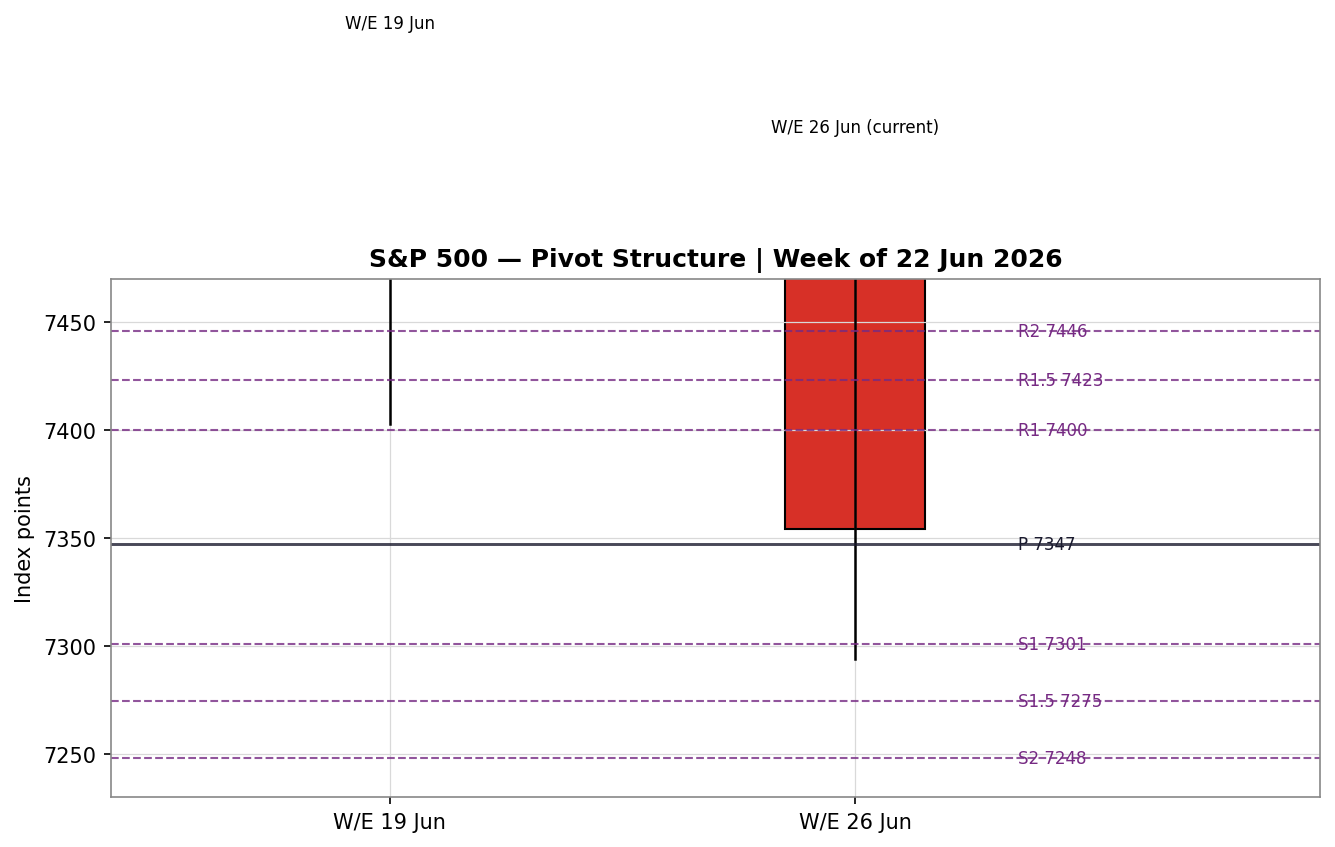 W/E 19 Jun
W/E 26 Jun (current)
S&P 500 — Pivot Structure | Week of 22 Jun 2026
Index points
7450
7400
7350
7300
7250
R2 7446
R1.5 7423
R1 7400
P 7347
S1 7301
S1.5 7275
S2 7248
W/E 19 Jun
W/E 26 Jun